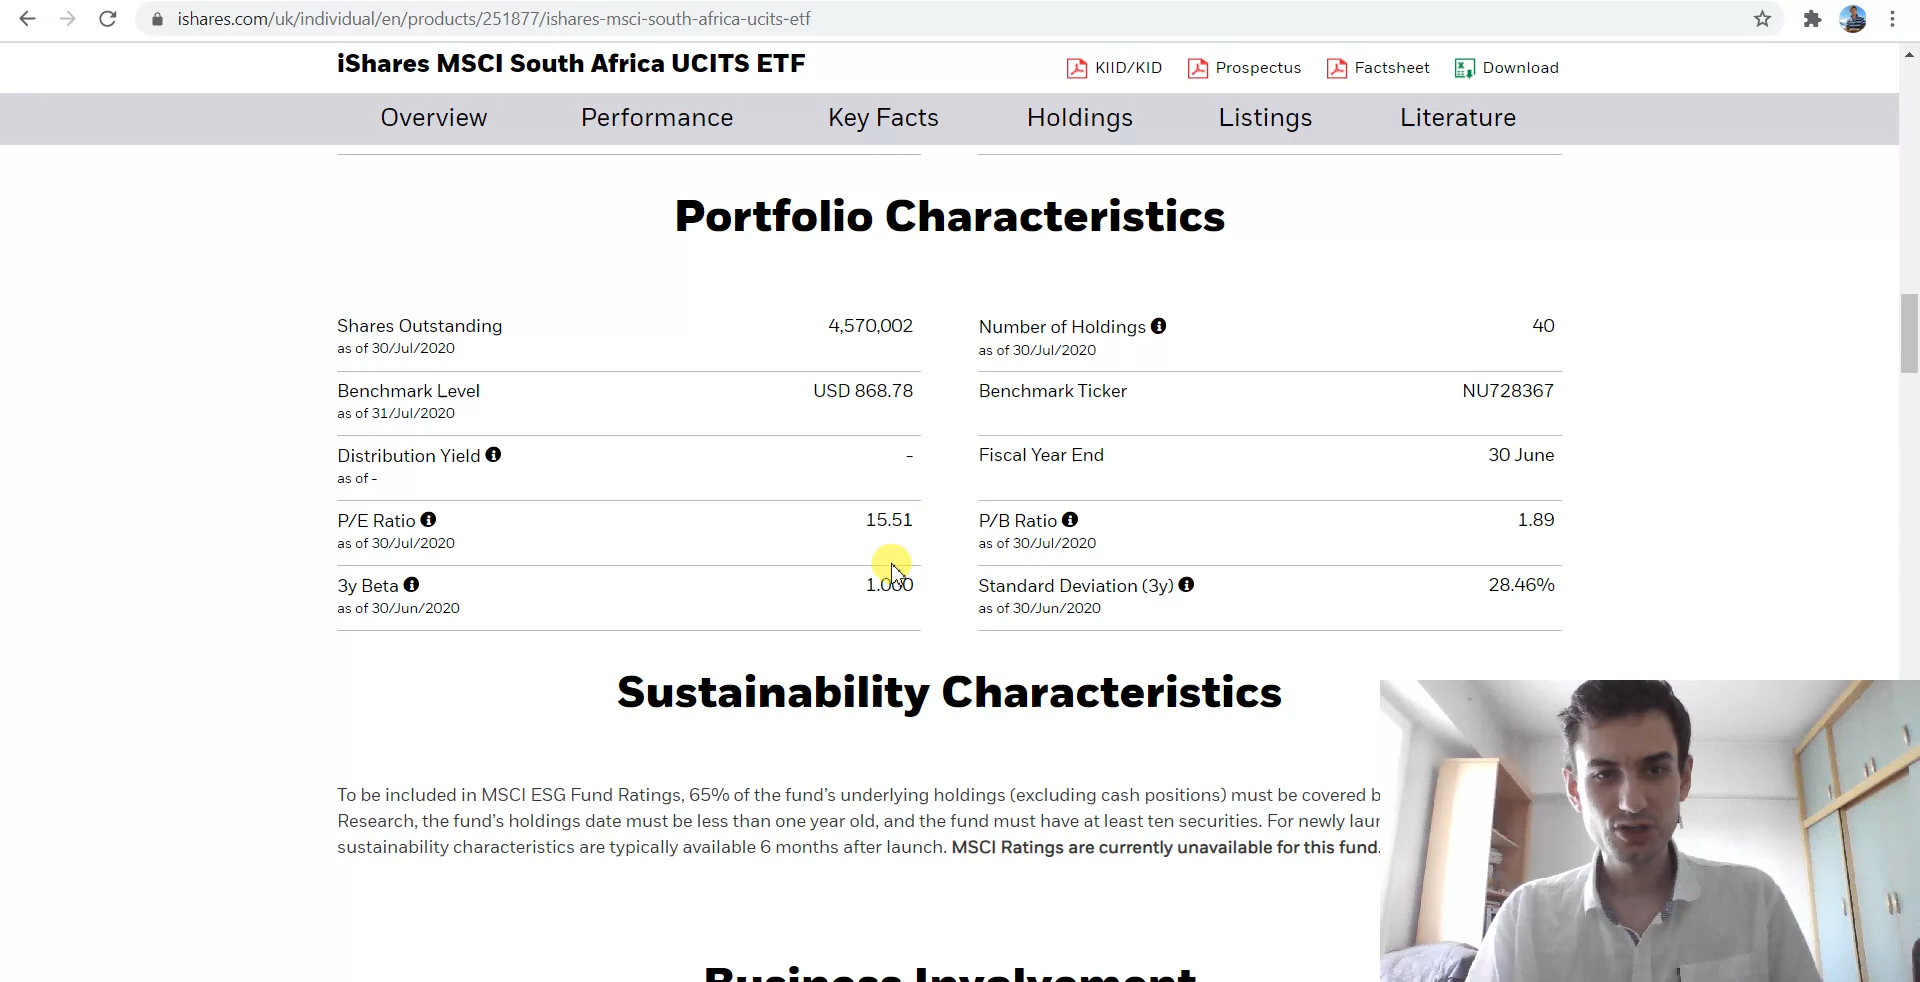 ishares.com/uk/individual/en/products/251877/ishares-msci-south-africa-ucits-etf
iShares MSCI South Africa UCITS ETF
KIID/KID Prospectus Factsheet Download
Overview Performance Key Facts Holdings Listings Literature
Portfolio Characteristics
Shares Outstanding 4,570,002
as of 30/Jul/2020
Number of Holdings 40
as of 30/Jul/2020
Benchmark Level USD 868.78
as of 31/Jul/2020
Benchmark Ticker NU728367
Distribution Yield -
as of -
Fiscal Year End 30 June
P/E Ratio 15.51
as of 30/Jul/2020
P/B Ratio 1.89
as of 30/Jul/2020
3y Beta 1.000
as of 30/Jun/2020
Standard Deviation (3y) 28.46%
as of 30/Jun/2020
Sustainability Characteristics
To be included in MSCI ESG Fund Ratings, 65% of the fund's underlying holdings (excluding cash positions) must be covered b
Research, the fund's holdings date must be less than one year old, and the fund must have at least ten securities. For newly laur
sustainability characteristics are typically available 6 months after launch. MSCI Ratings are currently unavailable for this fund.
Business Involvement